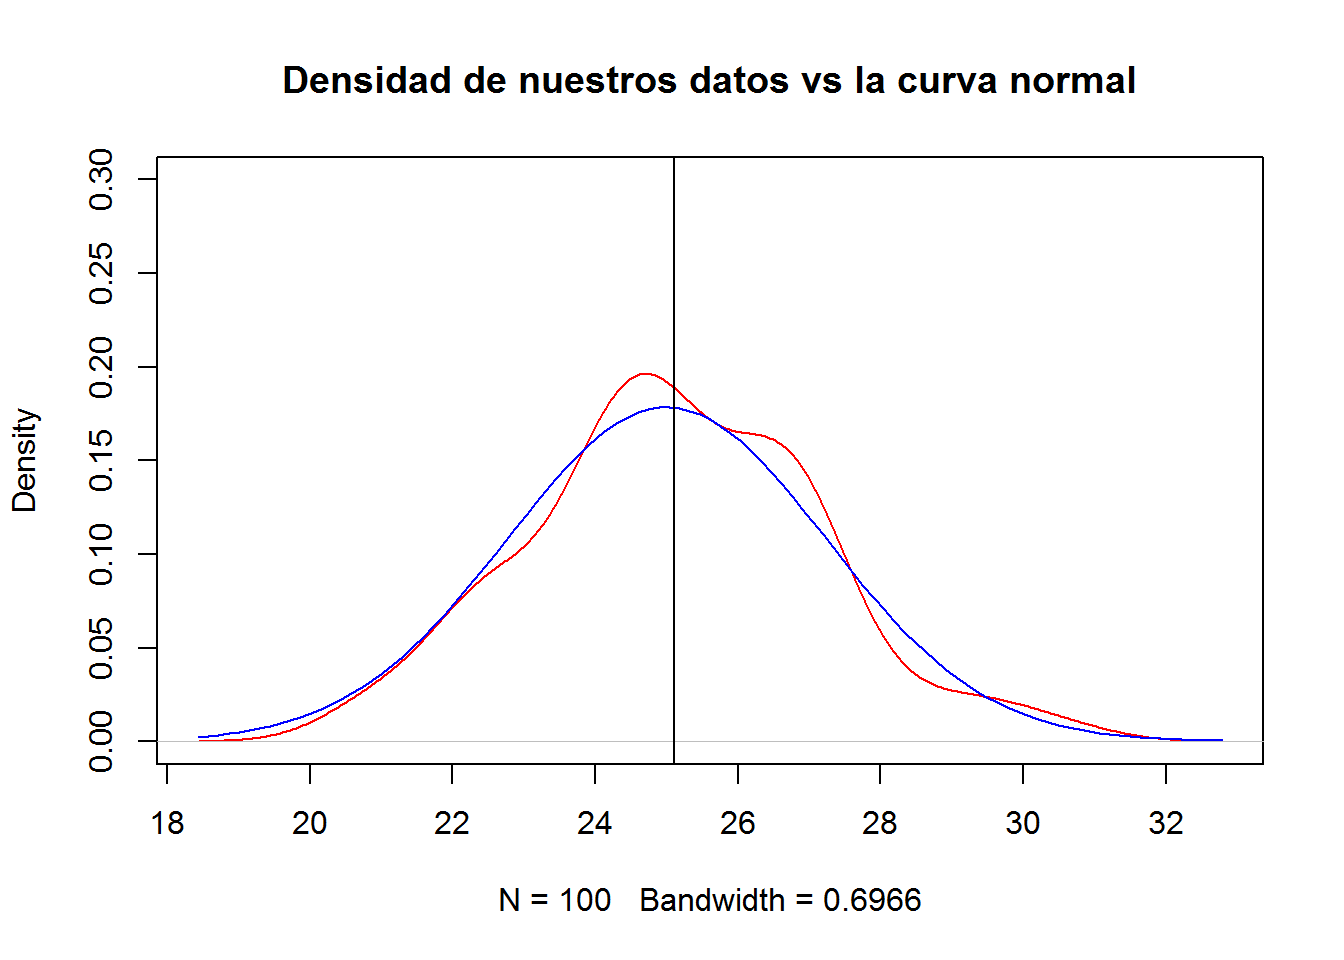 Densidad de nuestros datos vs la curva normal
0.30
0.25
0.20
0.15
0.10
0.05
0.00
Density
18 20 22 24 26 28 30 32
N = 100   Bandwidth = 0.6966